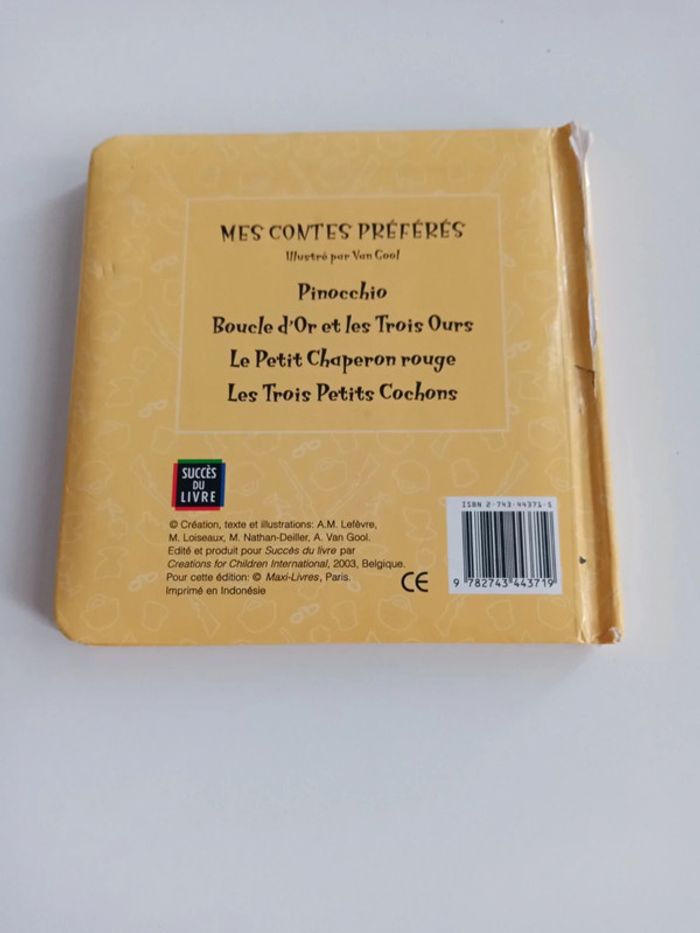 MES CONTES PRÉFÉRÉS
Illustré par Van Gool
Pinocchio
Boucle d'Or et les Trois Ours
Le Petit Chaperon rouge
Les Trois Petits Cochons
SUCCÈS
DU
LIVRE
© Création, texte et illustrations: A.M. Lefèvre,
M. Loiseaux, M. Nathan-Deiller, A. Van Gool.
Edité et produit pour Succès du livre par
Creations for Children International, 2003, Belgique.
Pour cette édition: © Maxi-Livres, Paris.
Imprimé en Indonésie
CE
ISBN 2-743-44371-5
9 782743 443719